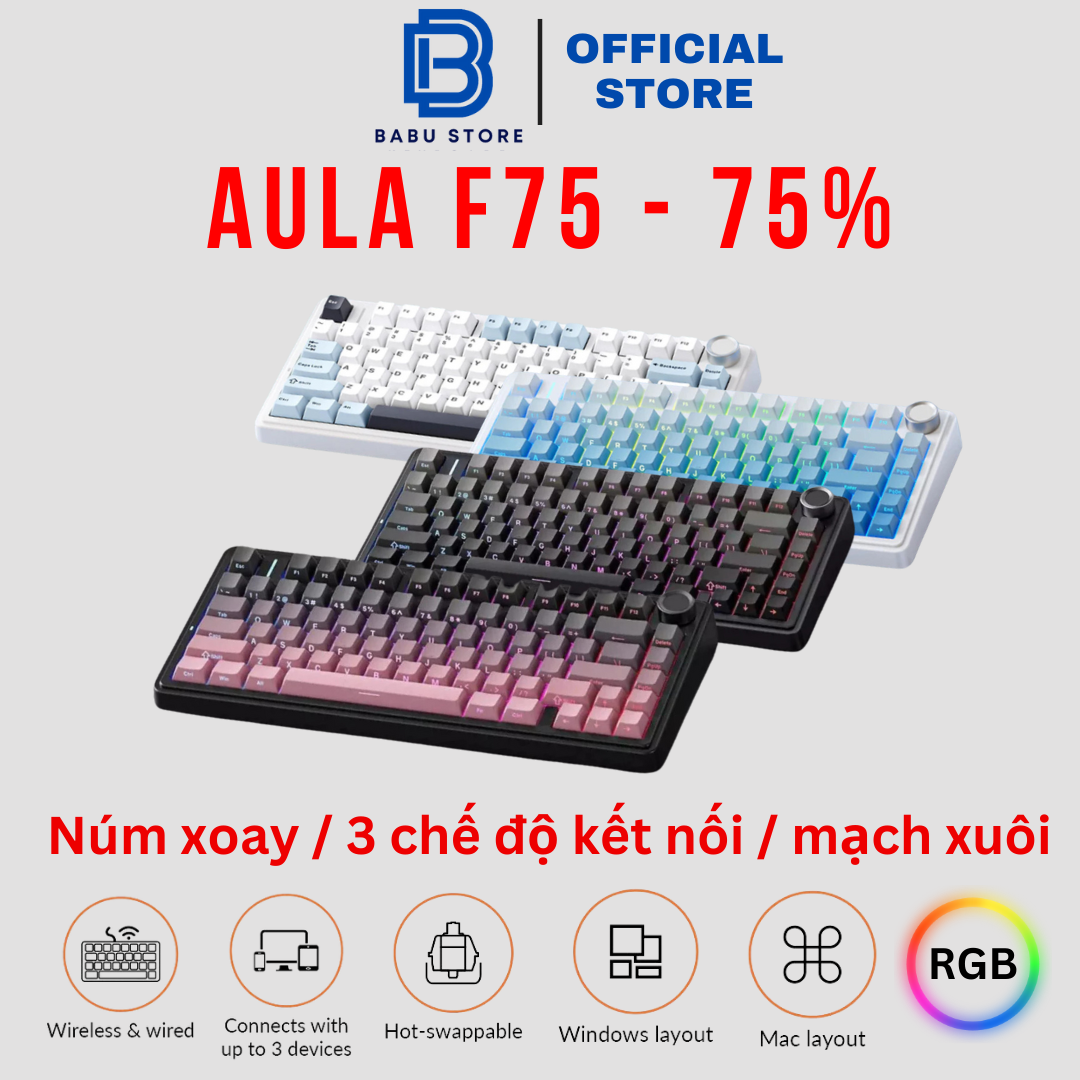 BABU STORE
OFFICIAL
STORE
AULA F75 - 75%
Núm xoay / 3 chế độ kết nối / mạch xuôi
Wireless & wired
Connects with
up to 3 devices
Hot-swappable
Windows layout
Mac layout
RGB